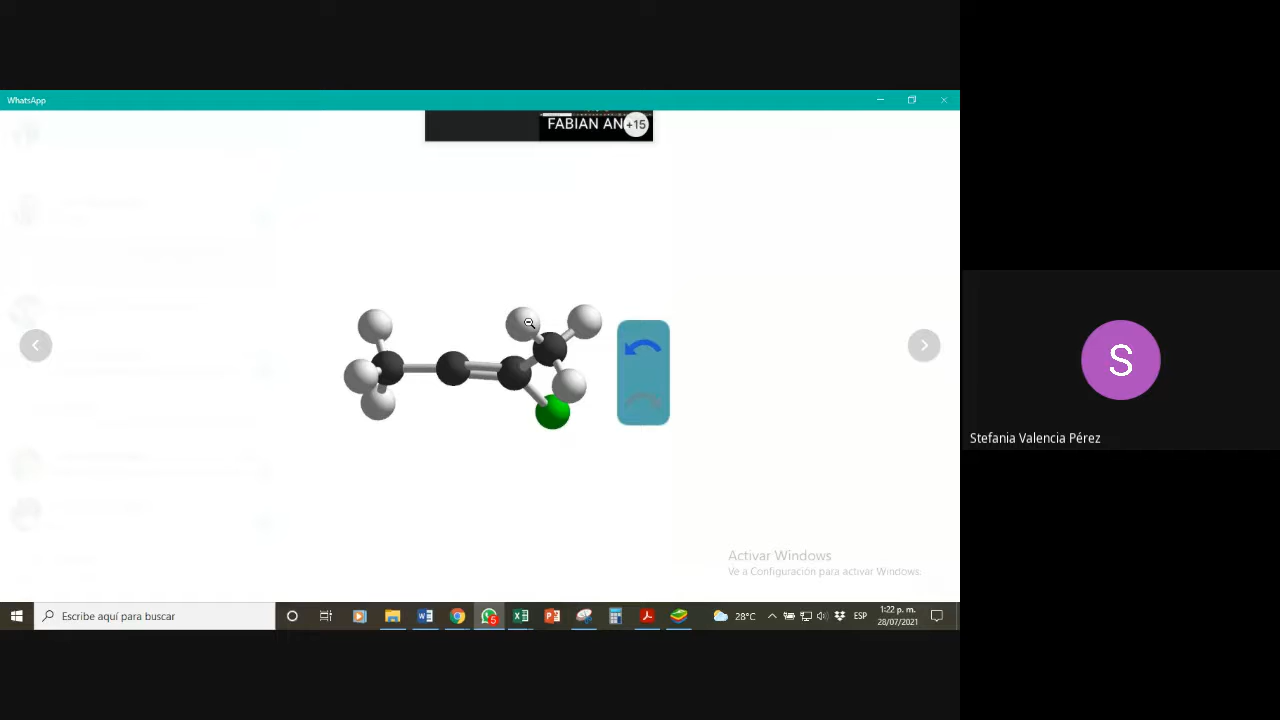 WhatsApp
FABIAN AN +15
S
Stefania Valencia Pérez
Activar Windows
Ve a Configuración para activar Windows.
Escribe aquí para buscar
5
28°C
ESP
1:22 p. m.
28/07/2021